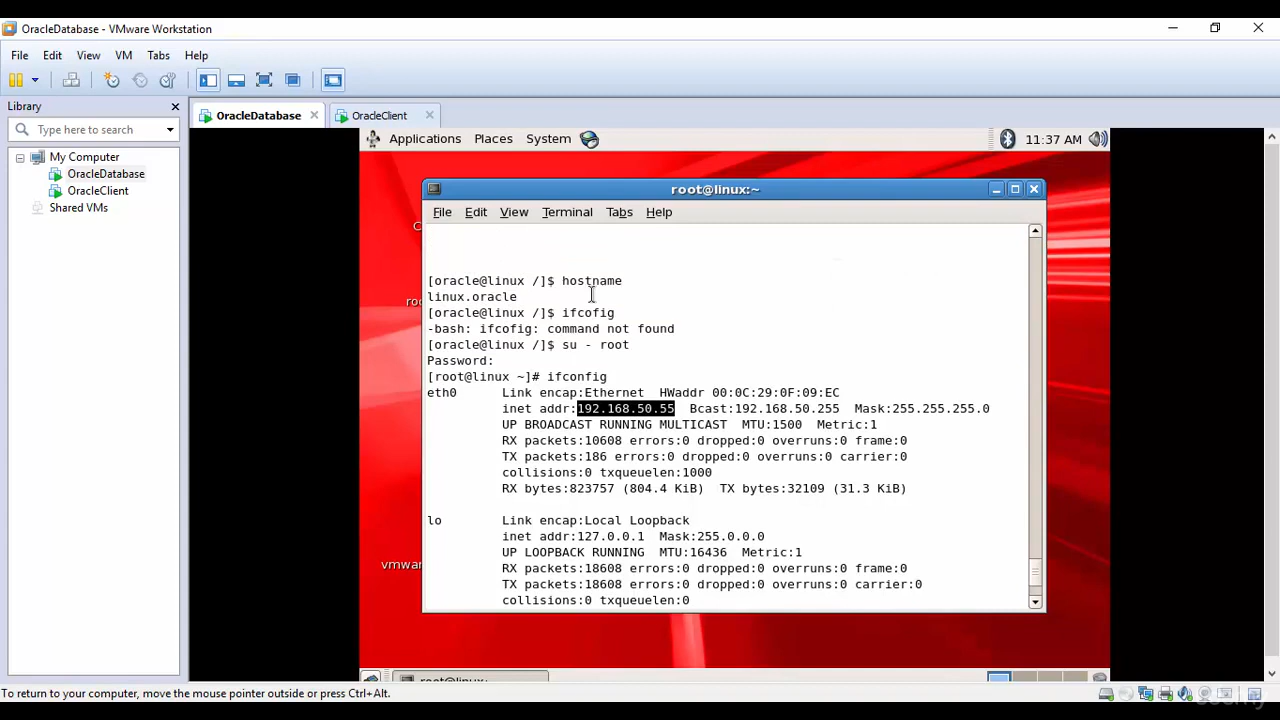 OracleDatabase - VMware Workstation
File Edit View VM Tabs Help
Library
Type here to search
My Computer
OracleDatabase
OracleClient
Shared VMs
OracleDatabase OracleClient
Applications Places System 11:37 AM
root@linux:~
File Edit View Terminal Tabs Help
[oracle@linux /]$ hostname
linux.oracle
[oracle@linux /]$ ifcofig
-bash: ifcofig: command not found
[oracle@linux /]$ su - root
Password:
[root@linux ~]# ifconfig
eth0 Link encap:Ethernet HWaddr 00:0C:29:0F:09:EC
inet addr:192.168.50.55 Bcast:192.168.50.255 Mask:255.255.255.0
UP BROADCAST RUNNING MULTICAST MTU:1500 Metric:1
RX packets:10608 errors:0 dropped:0 overruns:0 frame:0
TX packets:186 errors:0 dropped:0 overruns:0 carrier:0
collisions:0 txqueuelen:1000
RX bytes:823757 (804.4 KiB) TX bytes:32109 (31.3 KiB)
lo Link encap:Local Loopback
inet addr:127.0.0.1 Mask:255.0.0.0
UP LOOPBACK RUNNING MTU:16436 Metric:1
RX packets:18608 errors:0 dropped:0 overruns:0 frame:0
TX packets:18608 errors:0 dropped:0 overruns:0 carrier:0
collisions:0 txqueuelen:0
To return to your computer, move the mouse pointer outside or press Ctrl+Alt.